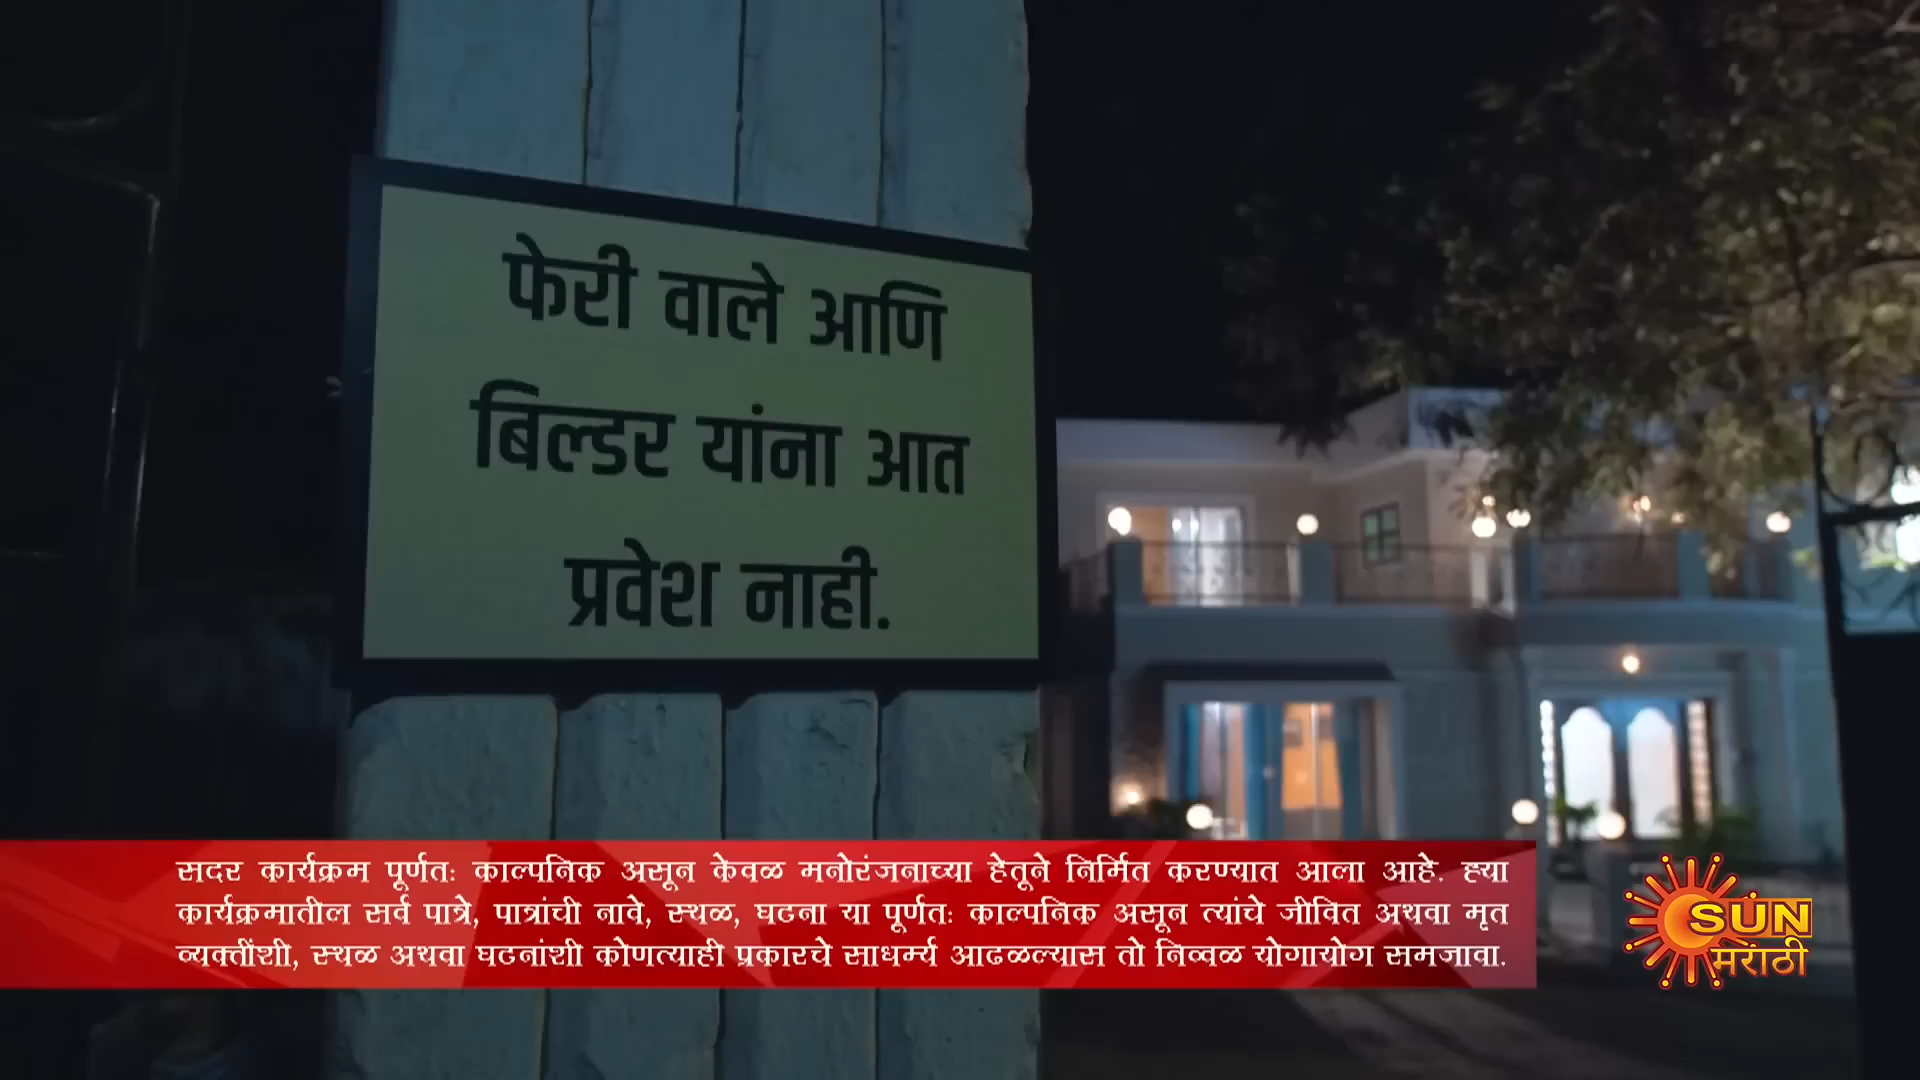 फेरी वाले आणि
बिल्डर यांना आत
प्रवेश नाही.
सदर कार्यक्रम पूर्णतः काल्पनिक असून केवळ मनोरंजनाच्या हेतूने निर्मित करण्यात आला आहे. ह्या
कार्यक्रमातील सर्व पात्रे, पात्रांची नावे, स्थळ, घटना या पूर्णतः काल्पनिक असून त्यांचे जीवित अथवा मृत
व्यक्तींशी, स्थळ अथवा घटनांशी कोणत्याही प्रकारचे साधर्म्य आढळल्यास तो निव्वळ योगायोग समजावा.
SUN
मराठी